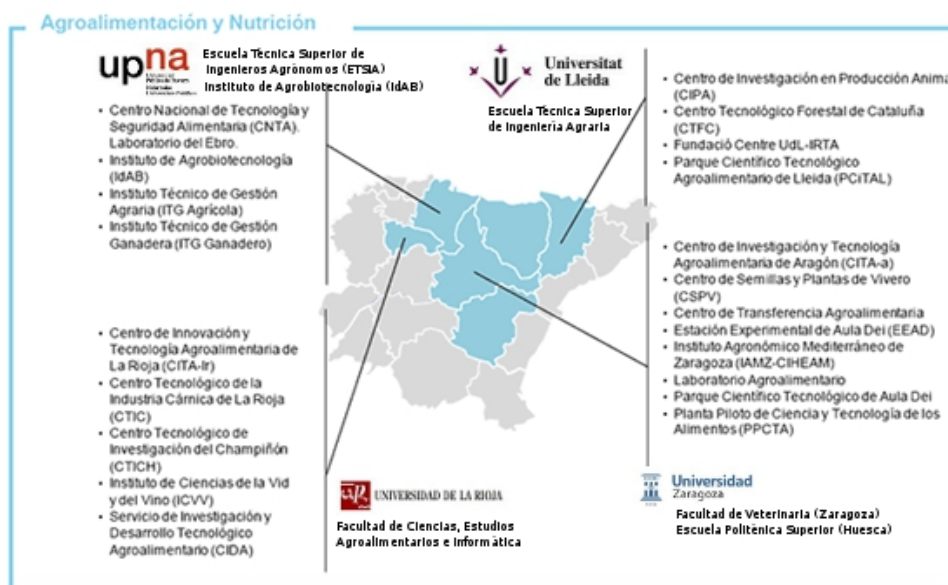 Agroalimentación y Nutrición
upna
Escuela Técnica Superior de
Ingenieros Agrónomos (ETSIA)
Instituto de Agrobiotecnología (IdAB)
• Centro Nacional de Tecnología y
Seguridad Alimentaria (CNTA).
Laboratorio del Ebro.
• Instituto de Agrobiotecnología
(IdAB)
• Instituto Técnico de Gestión
Agraria (ITG Agrícola)
• Instituto Técnico de Gestión
Ganadera (ITG Ganadero)
Universitat
de Lleida
Escuela Técnica Superior
de Ingeniería Agraria
• Centro de Investigación en Producción Anima
(CIPA)
• Centro Tecnológico Forestal de Cataluña
(CTFC)
• Fundació Centre UdL-IRTA
• Parque Científico Tecnológico
Agroalimentario de Lleida (PCiTAL)
• Centro de Innovación y
Tecnología Agroalimentaria de
La Rioja (CITA-lr)
• Centro Tecnológico de la
Industria Cárnica de La Rioja
(CTIC)
• Centro Tecnológico de
Investigación del Champiñón
(CTICH)
• Instituto de Ciencias de la Vid
y del Vino (ICVV)
• Servicio de Investigación y
Desarrollo Tecnológico
Agroalimentario (CIDA)
UNIVERSIDAD DE LA RIOJA
Facultad de Ciencias, Estudios
Agroalimentarios e Informática
• Centro de Investigación y Tecnología
Agroalimentaria de Aragón (CITA-a)
• Centro de Semillas y Plantas de Vivero
(CSPV)
• Centro de Transferencia Agroalimentaria
• Estación Experimental de Aula Dei (EEAD)
• Instituto Agronómico Mediterráneo de
Zaragoza (IAMZ-CIHEAM)
• Laboratorio Agroalimentario
• Parque Científico Tecnológico de Aula Dei
• Planta Piloto de Ciencia y Tecnología de los
Alimentos (PPCTA)
Universidad
Zaragoza
Facultad de Veterinaria (Zaragoza)
Escuela Politènica Superior (Huesca)